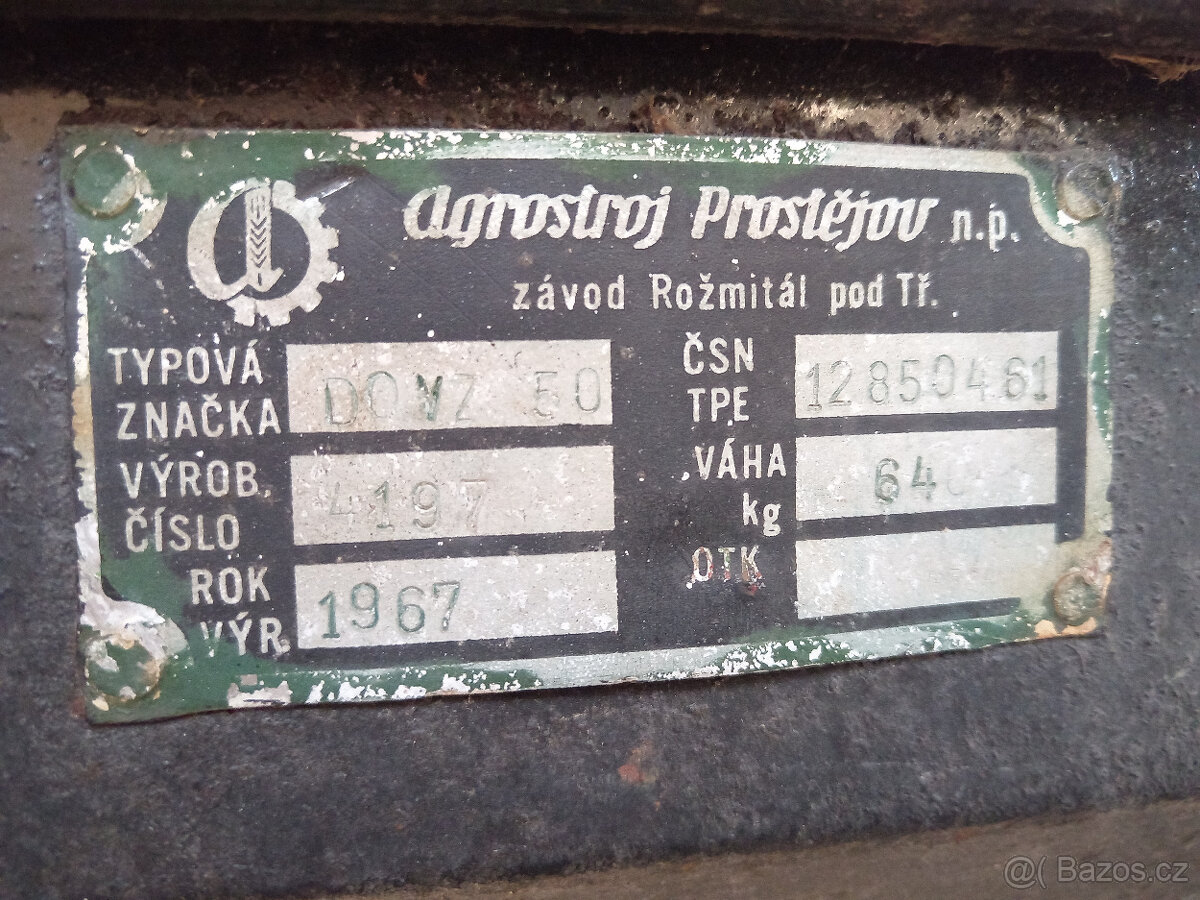 agrostroj Prostějov n.p.
závod Rožmitál pod Tř.
TYPOVÁ ZNAČKA DOVZ 50
ČSN TPE 12850461
VÝROB. ČÍSLO 4197
VÁHA kg 64
ROK VÝR. 1967
OTK
@( Bazos.cz